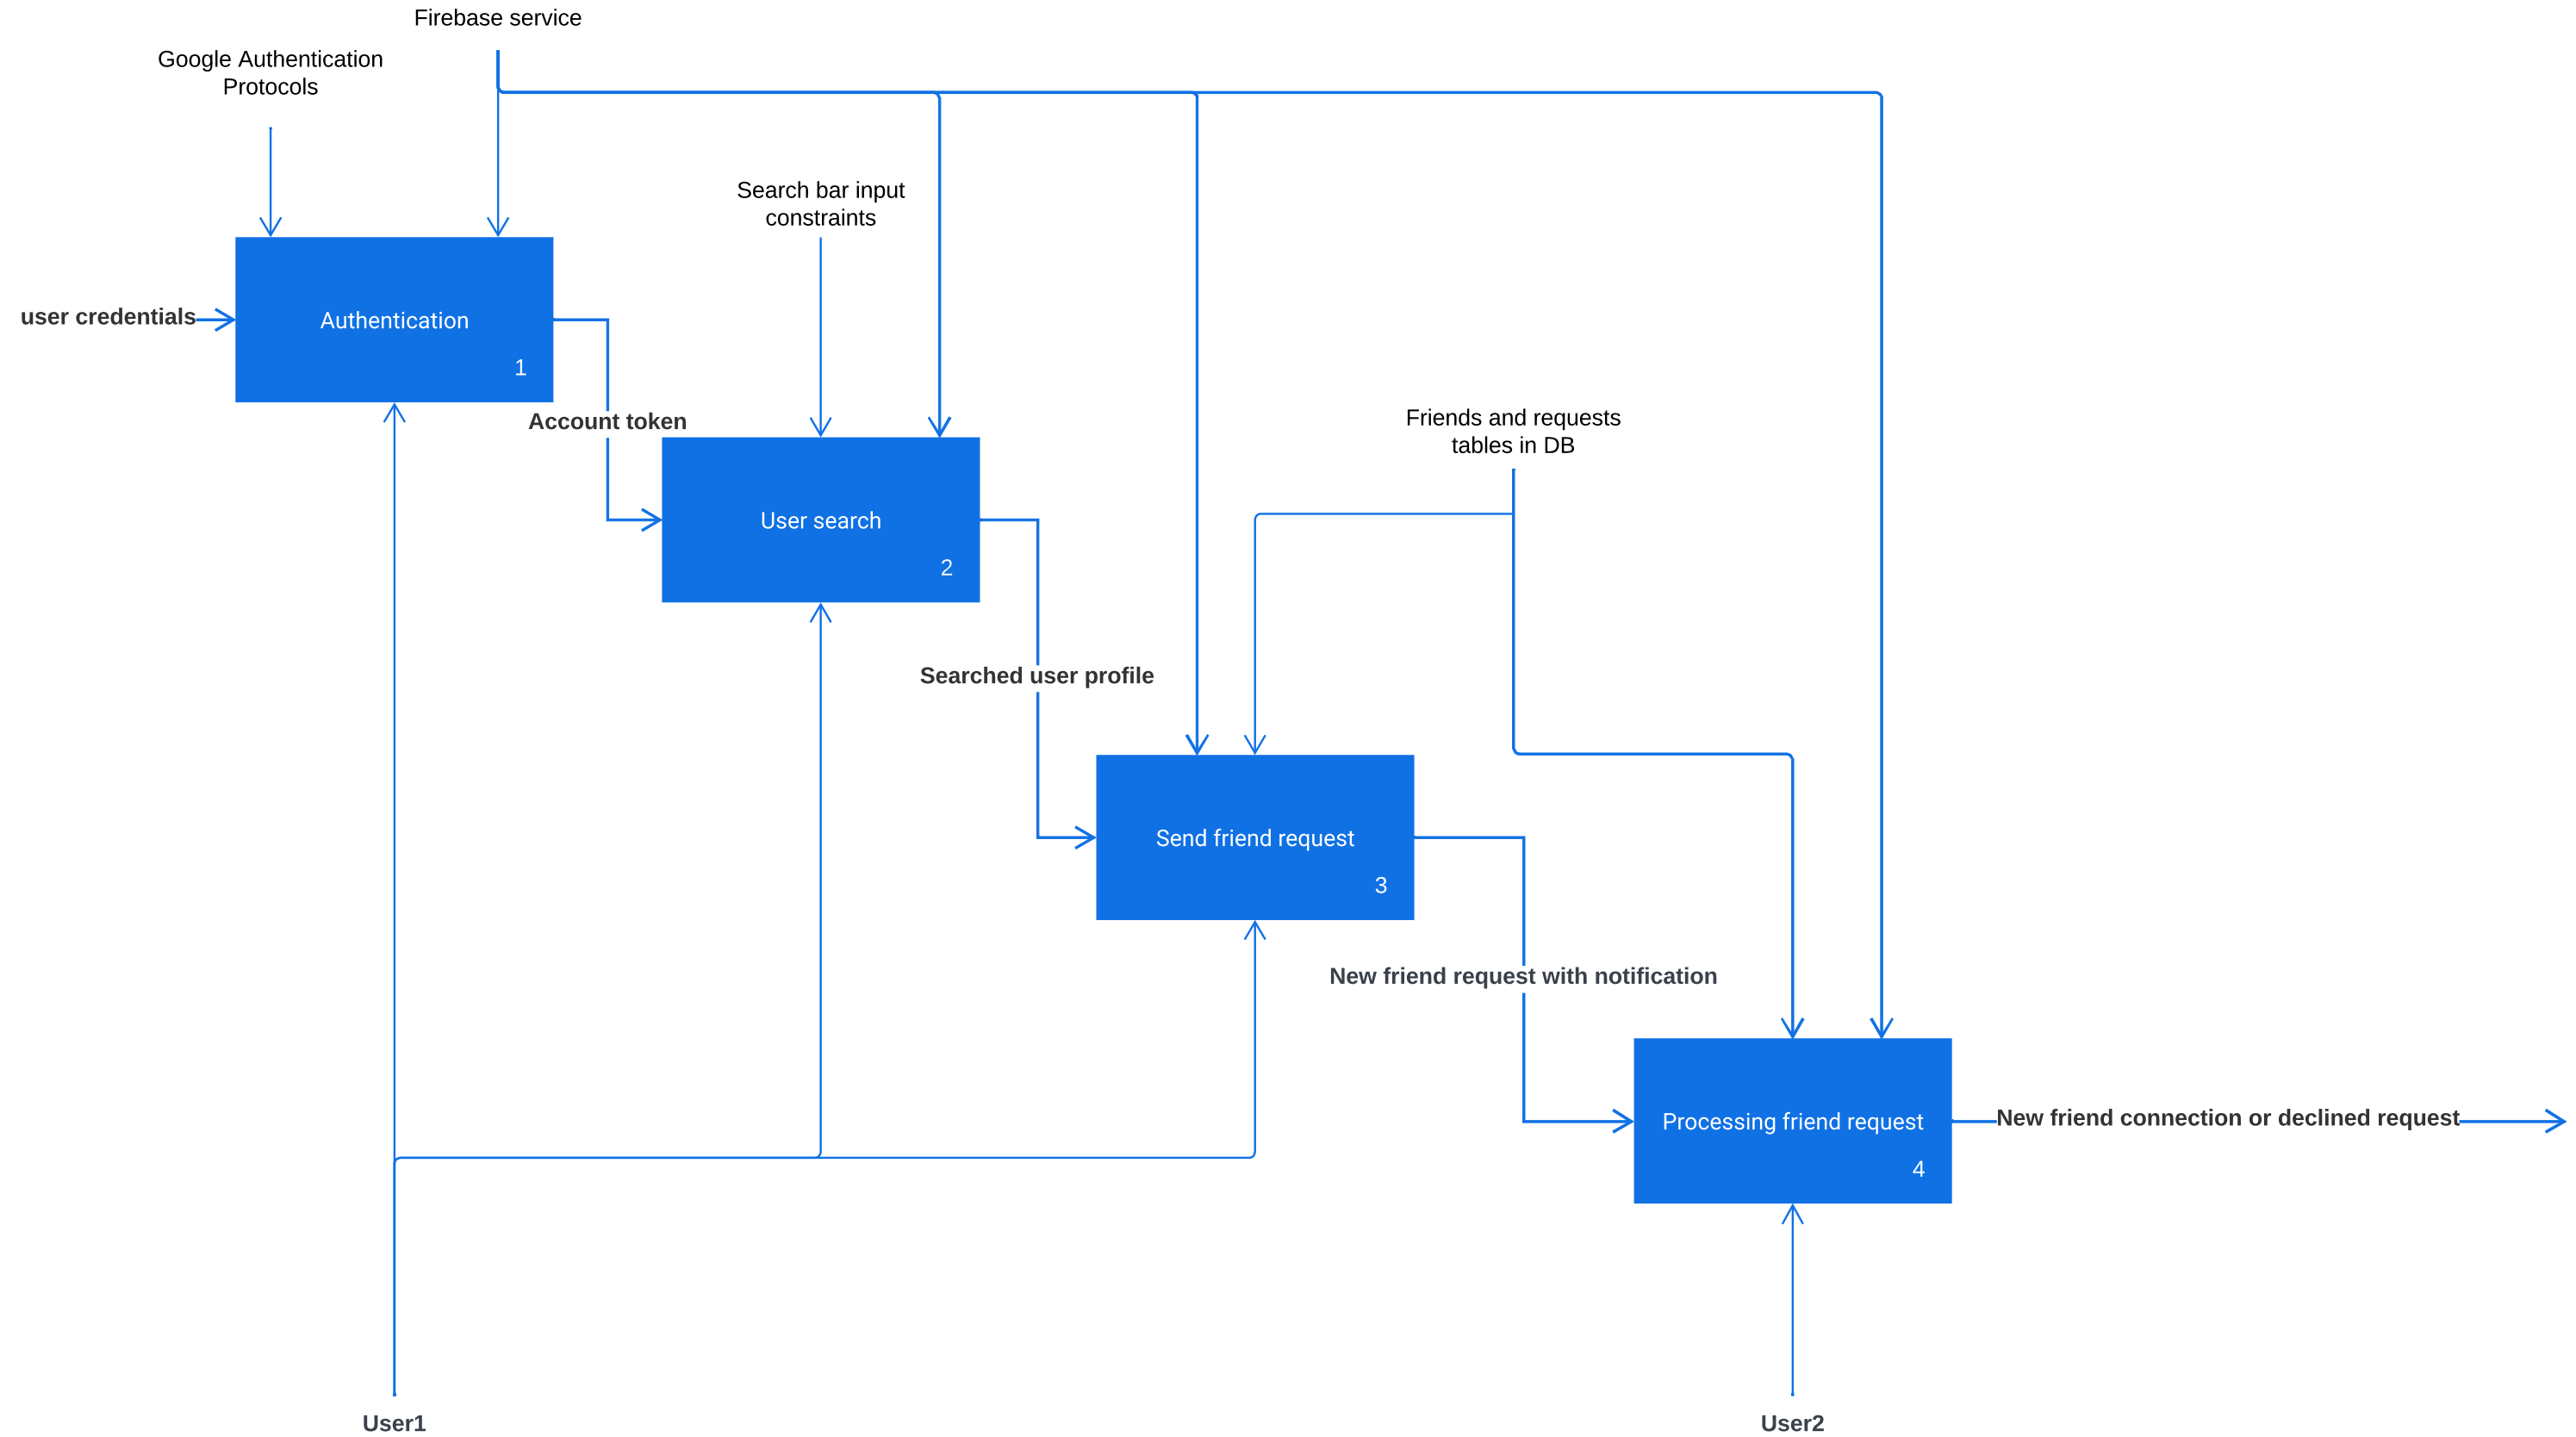 Firebase service
Google Authentication
Protocols
Search bar input
constraints
user credentials
Authentication
1
Account token
Friends and requests
tables in DB
User search
2
Searched user profile
Send friend request
3
New friend request with notification
Processing friend request
4
New friend connection or declined request
User1
User2